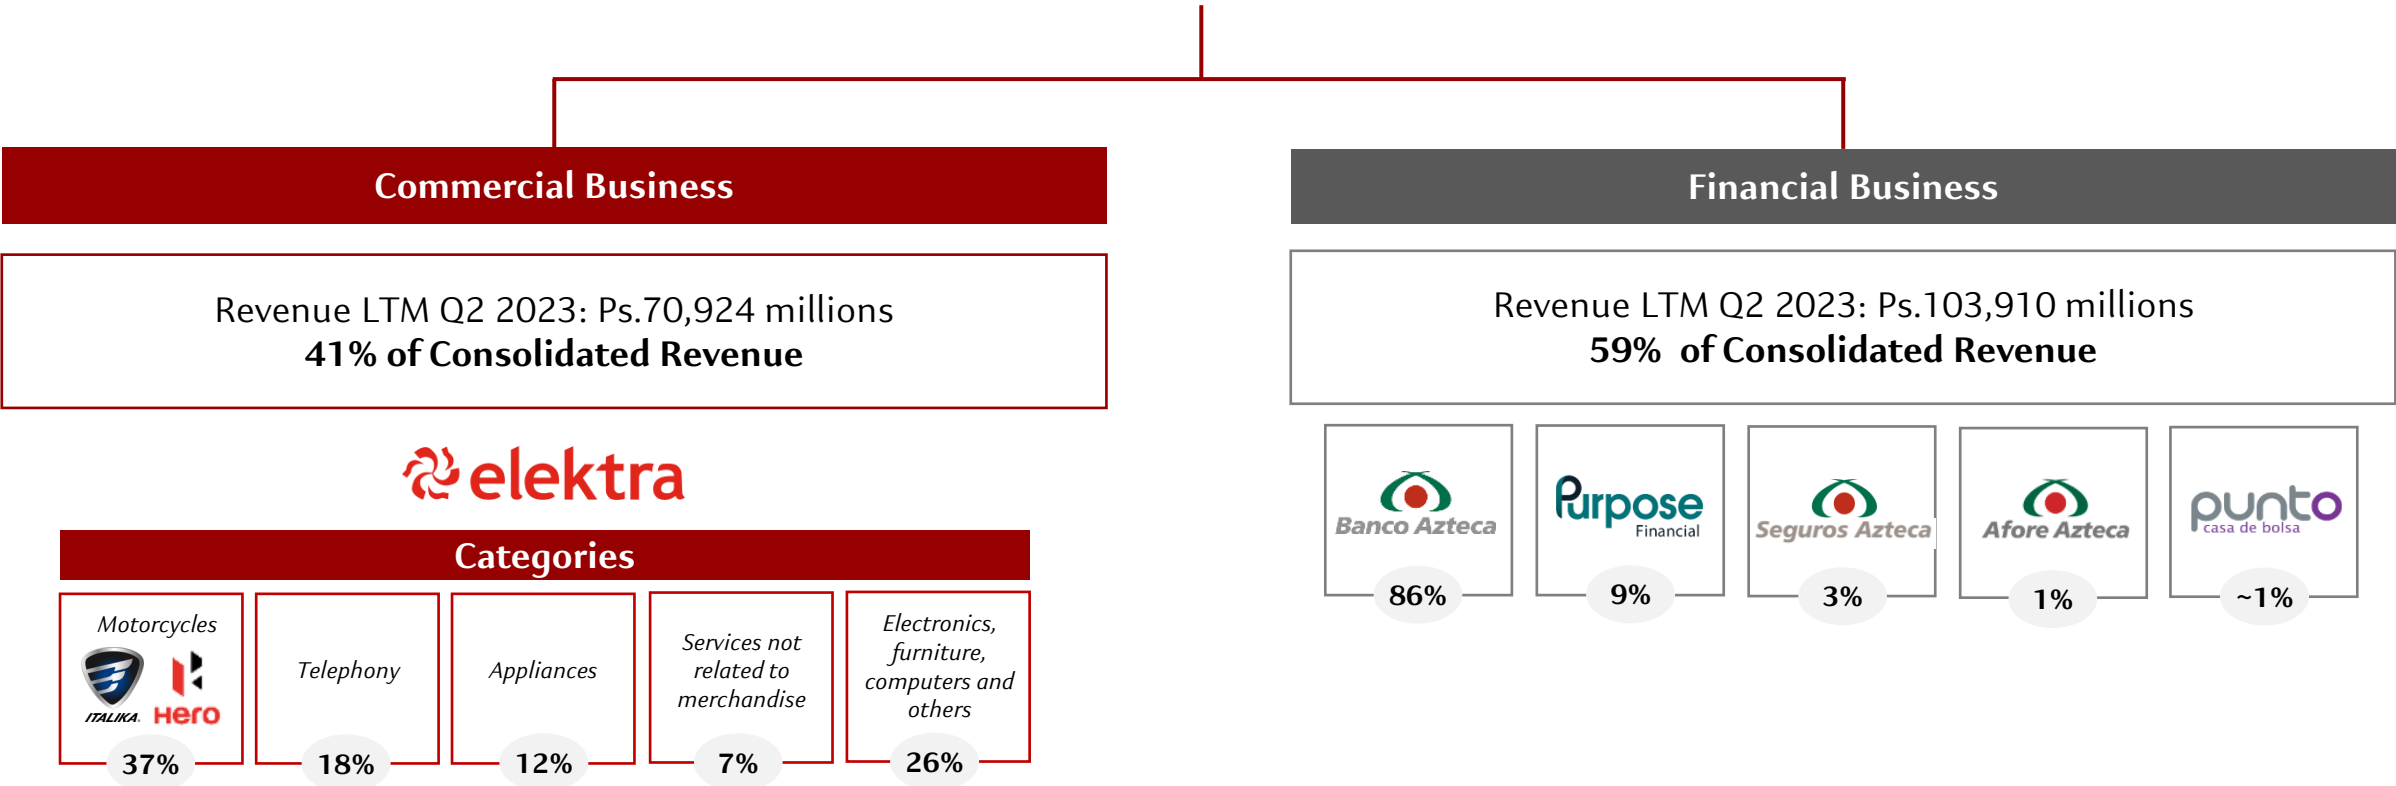 Commercial Business
Revenue LTM Q2 2023: Ps.70,924 millions
41% of Consolidated Revenue
elektra
Categories
Motorcycles
ITALIKA.
Hero
37%
Telephony
18%
Appliances
12%
Services not
related to
merchandise
7%
Electronics,
furniture,
computers and
others
26%
Financial Business
Revenue LTM Q2 2023: Ps.103,910 millions
59% of Consolidated Revenue
Banco Azteca
86%
Purpose
Financial
9%
Seguros Azteca
3%
Afore Azteca
1%
punto
casa de bolsa
~1%